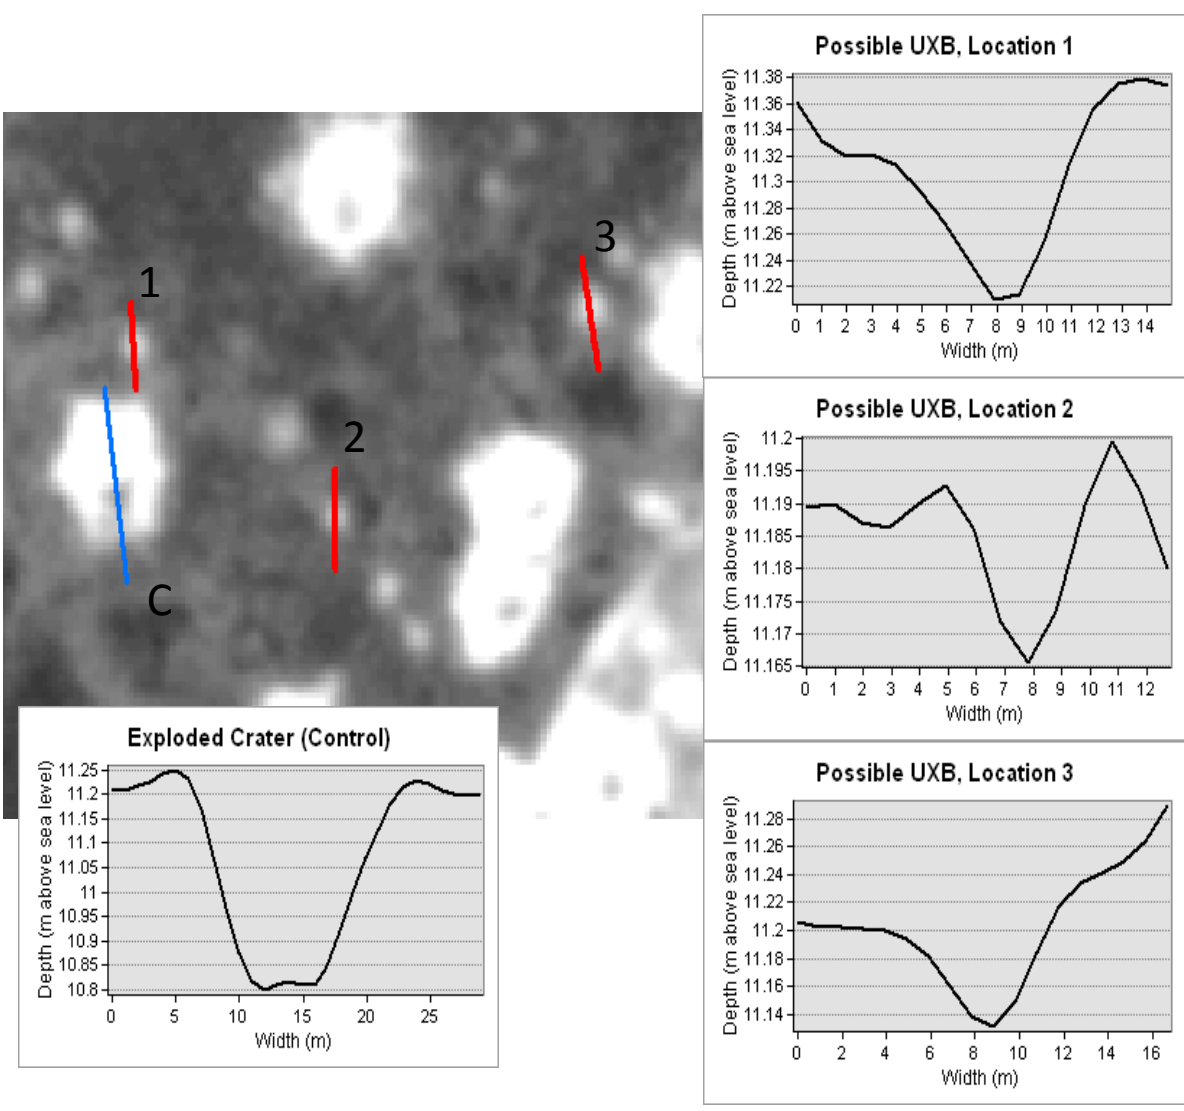 1
2
3
C
Possible UXB, Location 1
Depth (m above sea level)
11.38
11.36
11.34
11.32
11.3
11.28
11.26
11.24
11.22
0 1 2 3 4 5 6 7 8 9 10 11 12 13 14
Width (m)
Possible UXB, Location 2
Depth (m above sea level)
11.2
11.195
11.19
11.185
11.18
11.175
11.17
11.165
0 1 2 3 4 5 6 7 8 9 10 11 12
Width (m)
Exploded Crater (Control)
Depth (m above sea level)
11.25
11.2
11.15
11.1
11.05
11
10.95
10.9
10.85
10.8
0 5 10 15 20 25
Width (m)
Possible UXB, Location 3
Depth (m above sea level)
11.28
11.26
11.24
11.22
11.2
11.18
11.16
11.14
0 2 4 6 8 10 12 14 16
Width (m)